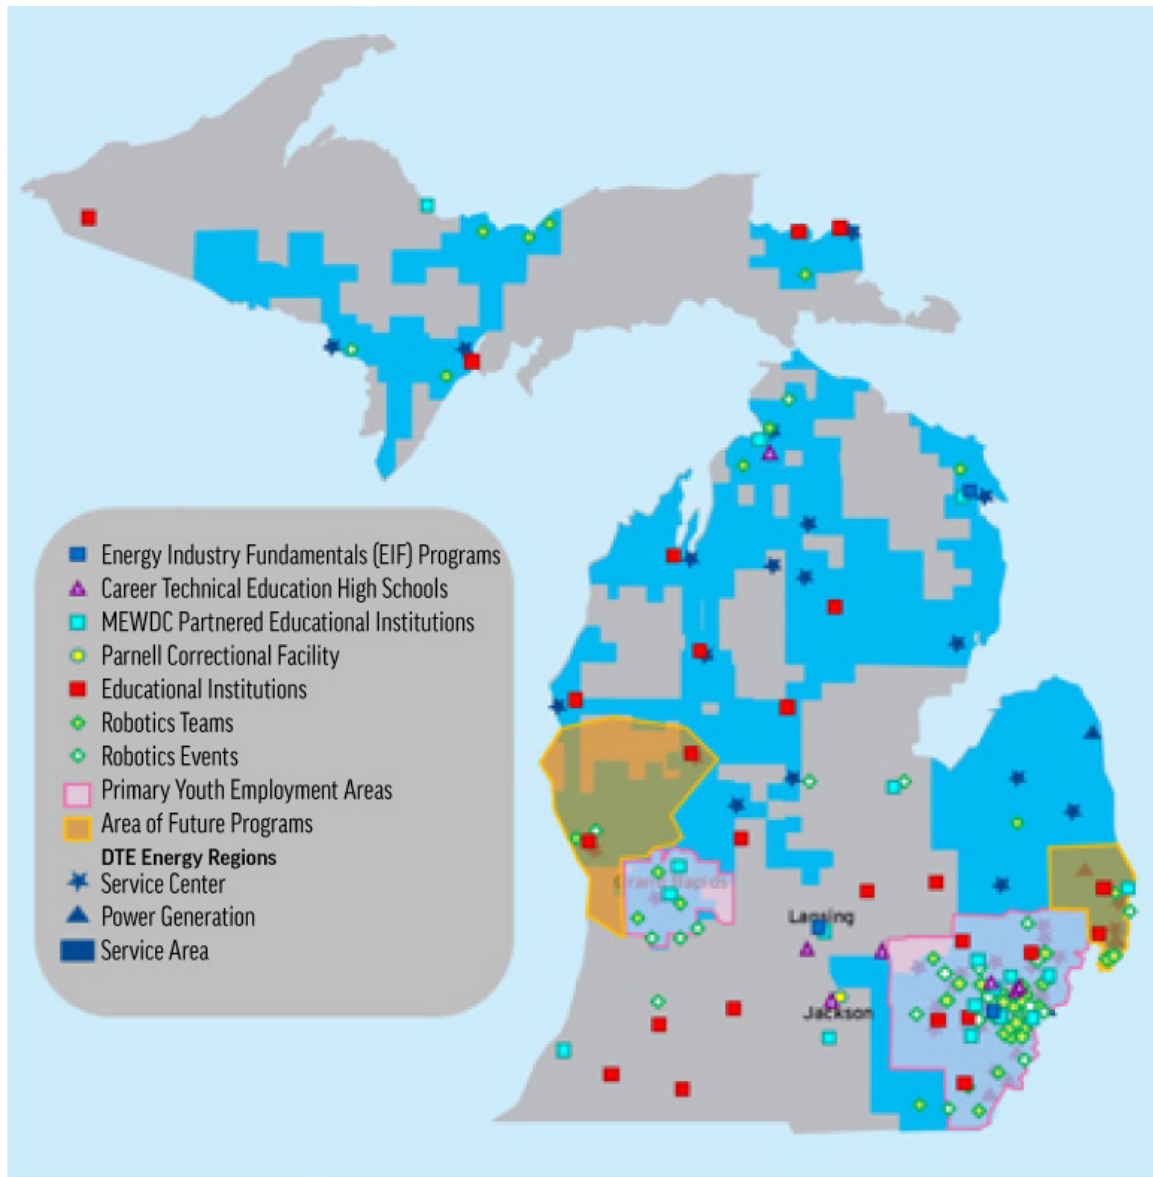 Energy Industry Fundamentals (EIF) Programs
Career Technical Education High Schools
MEWDC Partnered Educational Institutions
Parnell Correctional Facility
Educational Institutions
Robotics Teams
Robotics Events
Primary Youth Employment Areas
Area of Future Programs
DTE Energy Regions
Service Center
Power Generation
Service Area
Grand Rapids
Lansing
Jackson